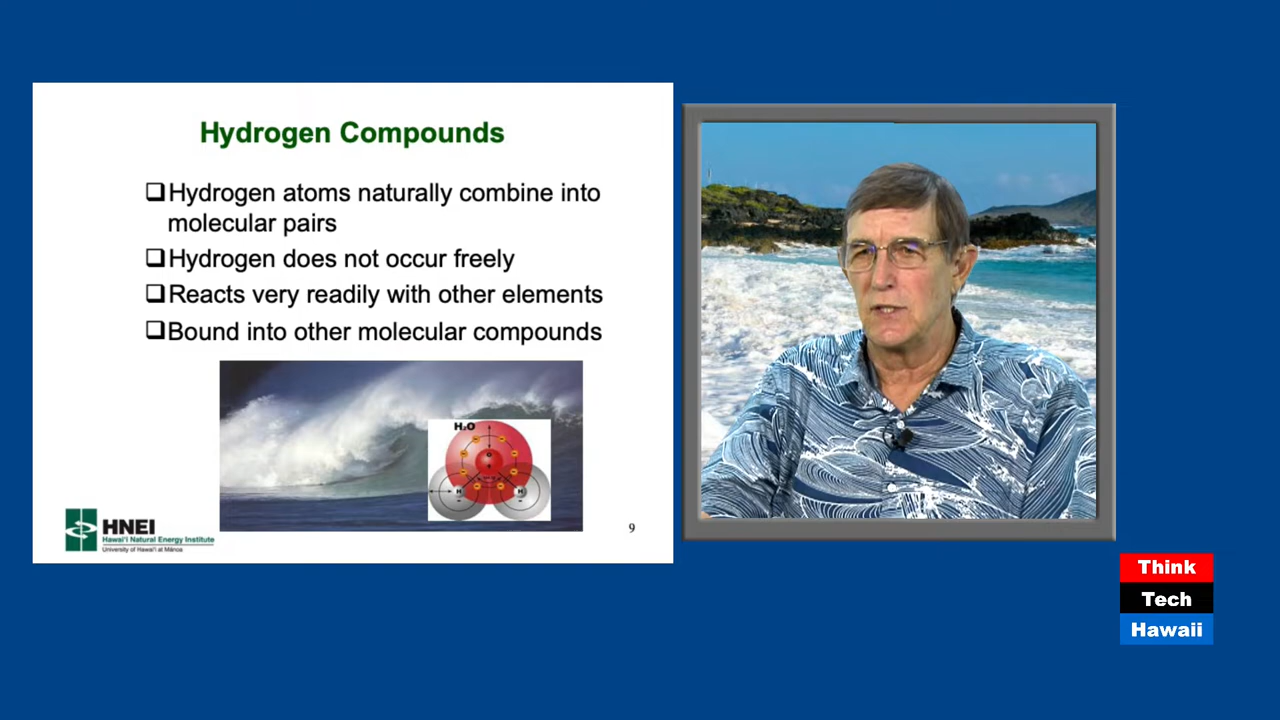 Hydrogen Compounds
❑Hydrogen atoms naturally combine into
molecular pairs
❑Hydrogen does not occur freely
❑Reacts very readily with other elements
❑Bound into other molecular compounds
H₂O
O
H
H
HNEI
Hawai'i Natural Energy Institute
University of Hawai'i at Mānoa
9
Think
Tech
Hawaii